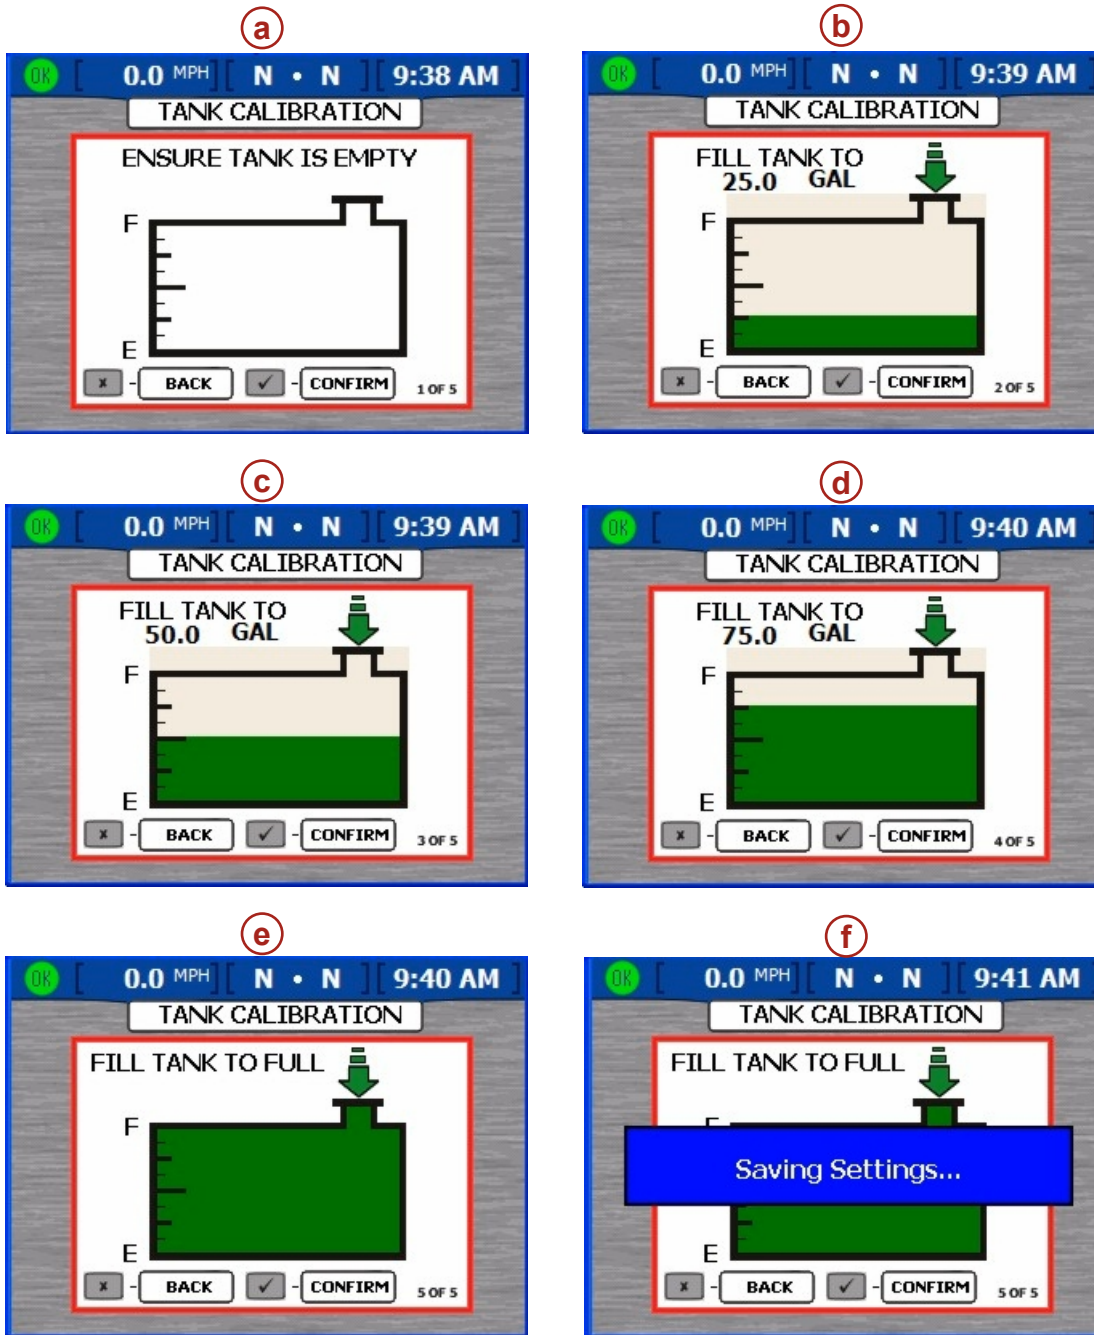 a
OK [ 0.0 MPH ] [ N • N ] [ 9:38 AM
TANK CALIBRATION
ENSURE TANK IS EMPTY
F
E
x - BACK ✓ - CONFIRM 1 OF 5
b
OK [ 0.0 MPH ] [ N • N ] [ 9:39 AM ]
TANK CALIBRATION
FILL TANK TO
25.0 GAL
F
E
x - BACK ✓ - CONFIRM 2 OF 5
c
OK [ 0.0 MPH ] [ N • N ] [ 9:39 AM ]
TANK CALIBRATION
FILL TANK TO
50.0 GAL
F
E
x - BACK ✓ - CONFIRM 3 OF 5
d
OK [ 0.0 MPH ] [ N • N ] [ 9:40 AM ]
TANK CALIBRATION
FILL TANK TO
75.0 GAL
F
E
x - BACK ✓ - CONFIRM 4 OF 5
e
OK [ 0.0 MPH ] [ N • N ] [ 9:40 AM ]
TANK CALIBRATION
FILL TANK TO FULL
F
E
x - BACK ✓ - CONFIRM 5 OF 5
f
OK [ 0.0 MPH ] [ N • N ] [ 9:41 AM ]
TANK CALIBRATION
FILL TANK TO FULL
Saving Settings...
E
x - BACK ✓ - CONFIRM 5 OF 5